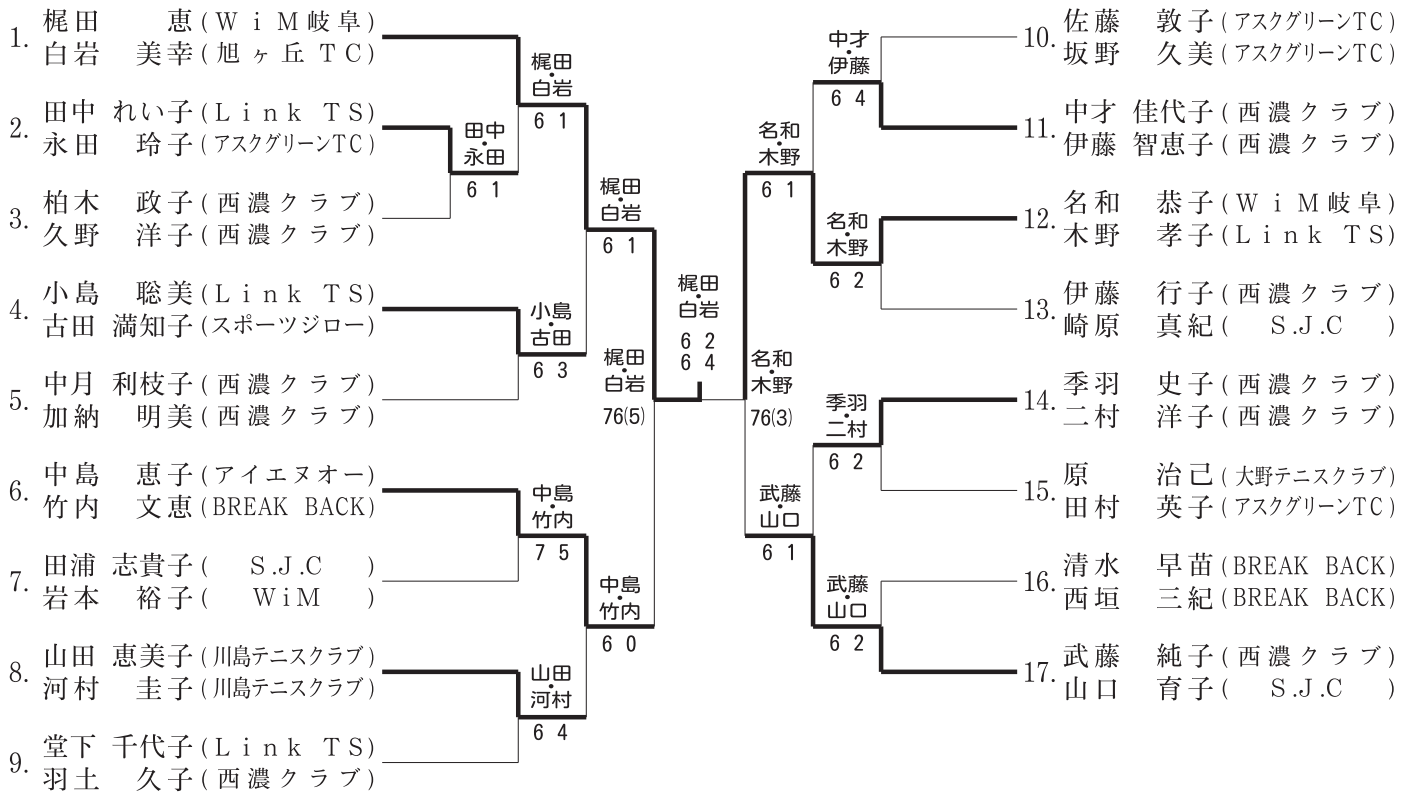 1. 梶田 恵(WiM岐阜)
白岩 美幸(旭ヶ丘TC)
2. 田中 れい子(Link TS)
永田 玲子(アスクグリーンTC)
3. 柏木 政子(西濃クラブ)
久野 洋子(西濃クラブ)
4. 小島 聡美(Link TS)
古田 満知子(スポーツジロー)
5. 中月 利枝子(西濃クラブ)
加納 明美(西濃クラブ)
6. 中島 恵子(アイエヌオー)
竹内 文恵(BREAK BACK)
7. 田浦 志貴子( S.J.C )
岩本 裕子( WiM )
8. 山田 恵美子(川島テニスクラブ)
河村 圭子(川島テニスクラブ)
9. 堂下 千代子(Link TS)
羽土 久子(西濃クラブ)
田中・永田
6 1
梶田・白岩
6 1
小島・古田
6 3
中島・竹内
7 5
山田・河村
6 4
梶田・白岩
6 1
中島・竹内
6 0
梶田・白岩
76(5)
梶田・白岩
6 2
6 4
名和・木野
76(3)
名和・木野
6 1
武藤・山口
6 1
中才・伊藤
6 4
名和・木野
6 2
季羽・二村
6 2
武藤・山口
6 2
10. 佐藤 敦子(アスクグリーンTC)
坂野 久美(アスクグリーンTC)
11. 中才 佳代子(西濃クラブ)
伊藤 智恵子(西濃クラブ)
12. 名和 恭子(WiM岐阜)
木野 孝子(Link TS)
13. 伊藤 行子(西濃クラブ)
崎原 真紀( S.J.C )
14. 季羽 史子(西濃クラブ)
二村 洋子(西濃クラブ)
15. 原 治己(大野テニスクラブ)
田村 英子(アスクグリーンTC)
16. 清水 早苗(BREAK BACK)
西垣 三紀(BREAK BACK)
17. 武藤 純子(西濃クラブ)
山口 育子( S.J.C )